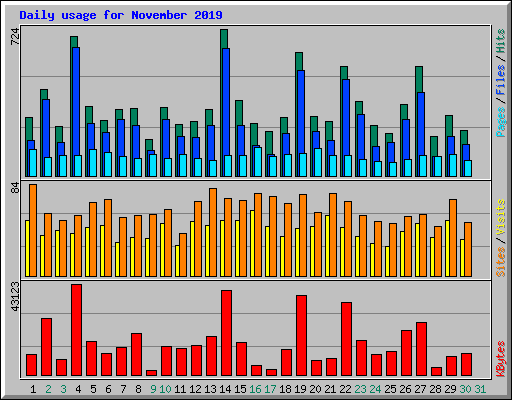 Daily usage for November 2019
724
84
43123
Pages / Files / Hits
Sites / Visits
KBytes
1 2 3 4 5 6 7 8 9 10 11 12 13 14 15 16 17 18 19 20 21 22 23 24 25 26 27 28 29 30 31